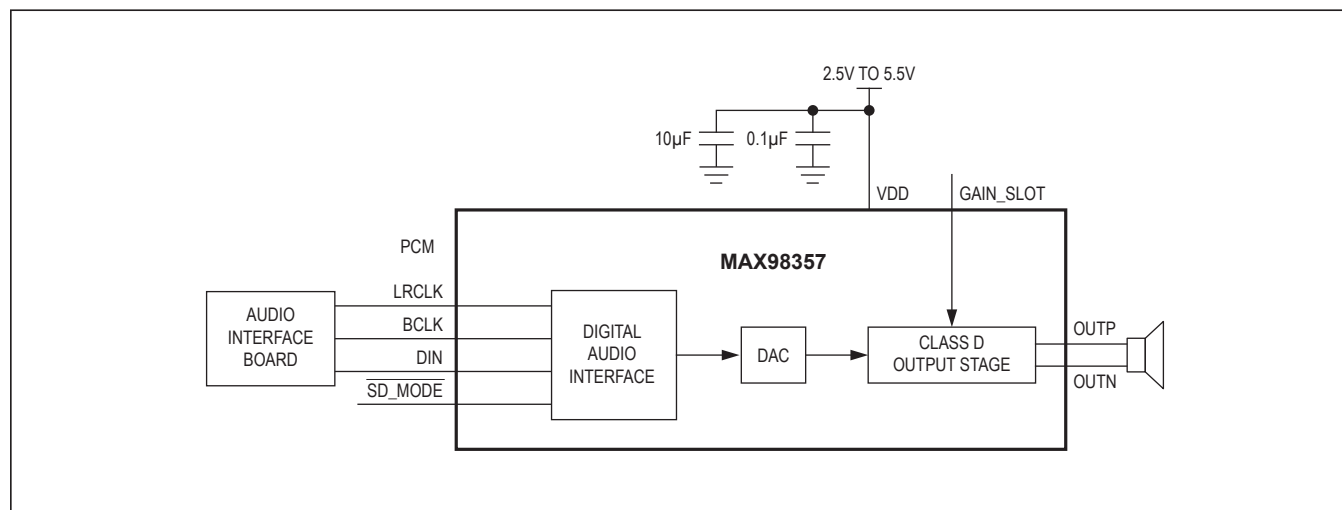 2.5V TO 5.5V
10µF
0.1µF
VDD
GAIN_SLOT
PCM
MAX98357
LRCLK
BCLK
DIN
SD_MODE
AUDIO
INTERFACE
BOARD
DIGITAL
AUDIO
INTERFACE
DAC
CLASS D
OUTPUT STAGE
OUTP
OUTN